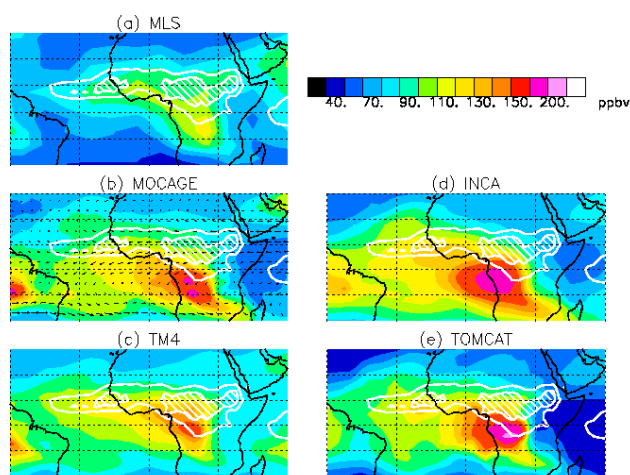 (a) MLS
40. 70. 90. 110. 130. 150. 200. ppbv
(b) MOCAGE
(d) INCA
(c) TM4
(e) TOMCAT